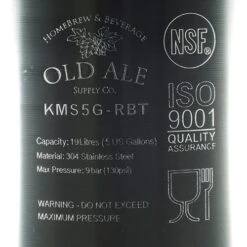 HOMEBREW & BEVERAGE
OLD ALE
SUPPLY CO.
KMS5G-RBT
Capacity: 19Litres (5 US Gallons)
Material: 304 Stainless Steel
Max Pressure: 9bar (130psi)
WARNING - DO NOT EXCEED
MAXIMUM PRESSURE
NSF®
ISO
9001
QUALITY
ASSURANCE